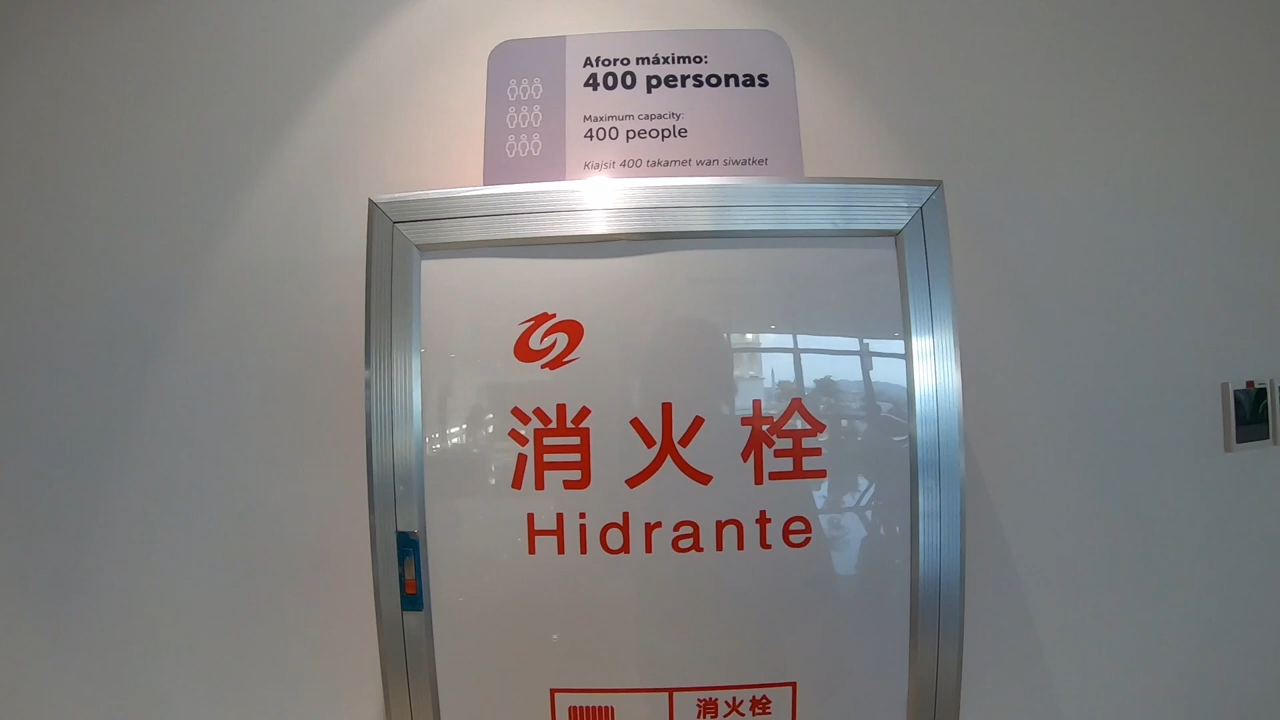 Aforo máximo:
400 personas
Maximum capacity:
400 people
Kiajsit 400 takamet wan siwatket
消火栓
Hidrante
消火栓